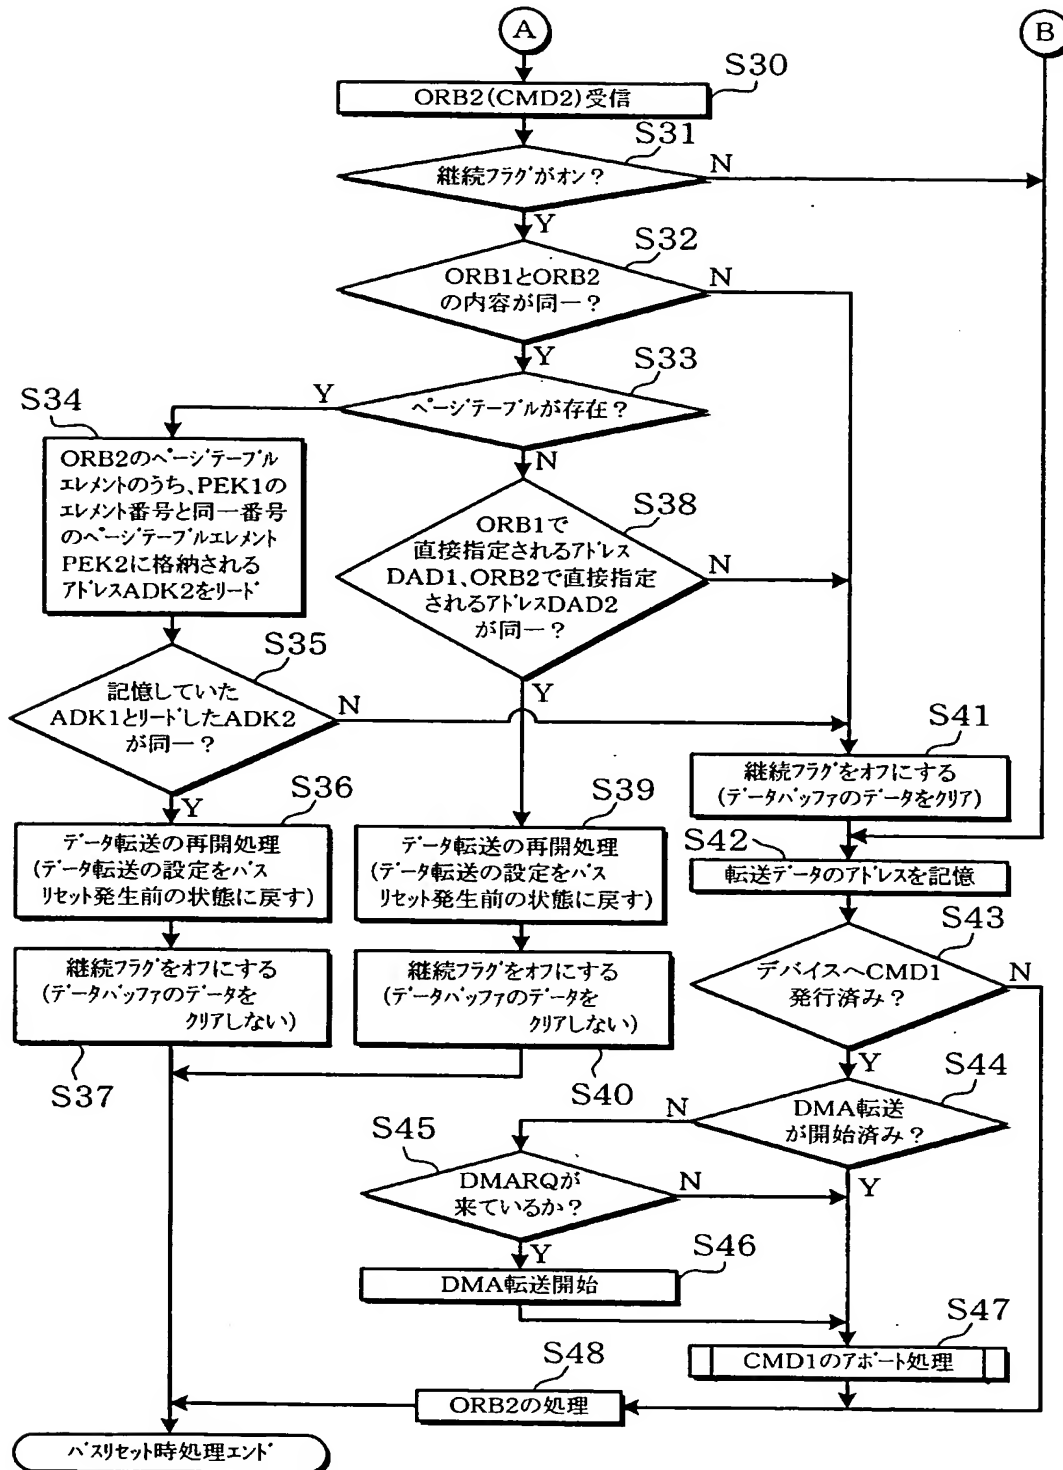 A
B
S30
ORB2(CMD2)受信
S31
継続フラグがオン?
N
Y
S32
ORB1とORB2
の内容が同一?
N
Y
S33
ページテーブルが存在?
Y
N
S34
ORB2のページテーブル
エレメントのうち、PEK1の
エレメント番号と同一番号
のページテーブルエレメント
PEK2に格納される
アドレスADK2をリード
S38
ORB1で
直接指定されるアドレス
DAD1、ORB2で直接指定
されるアドレスDAD2
が同一?
N
Y
S35
記憶していた
ADK1とリードしたADK2
が同一?
N
Y
S41
継続フラグをオフにする
(データバッファのデータをクリア)
S36
データ転送の再開処理
(データ転送の設定をバス
リセット発生前の状態に戻す)
S39
データ転送の再開処理
(データ転送の設定をバス
リセット発生前の状態に戻す)
S42
転送データのアドレスを記憶
S37
継続フラグをオフにする
(データバッファのデータを
クリアしない)
S40
継続フラグをオフにする
(データバッファのデータを
クリアしない)
S43
デバイスへCMD1
発行済み?
N
Y
S44
DMA転送
が開始済み?
N
Y
S45
DMARQが
来ているか?
N
Y
S46
DMA転送開始
S47
CMD1のアボート処理
S48
ORB2の処理
バスリセット時処理エンド